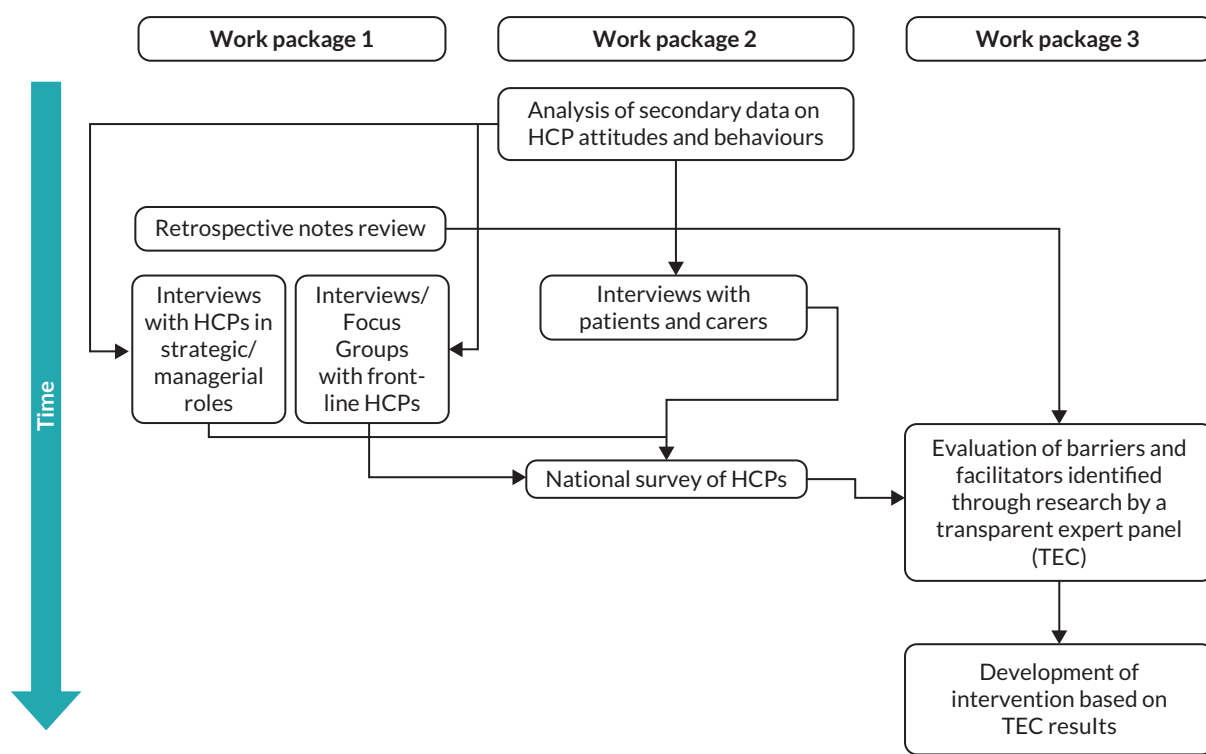 Work package 1
Work package 2
Work package 3
Time
Analysis of secondary data on
HCP attitudes and behaviours
Retrospective notes review
Interviews
with HCPs in
strategic/
managerial
roles
Interviews/
Focus
Groups
with front-
line HCPs
Interviews with
patients and carers
National survey of HCPs
Evaluation of barriers and
facilitators identified
through research by a
transparent expert panel
(TEC)
Development of
intervention based on
TEC results